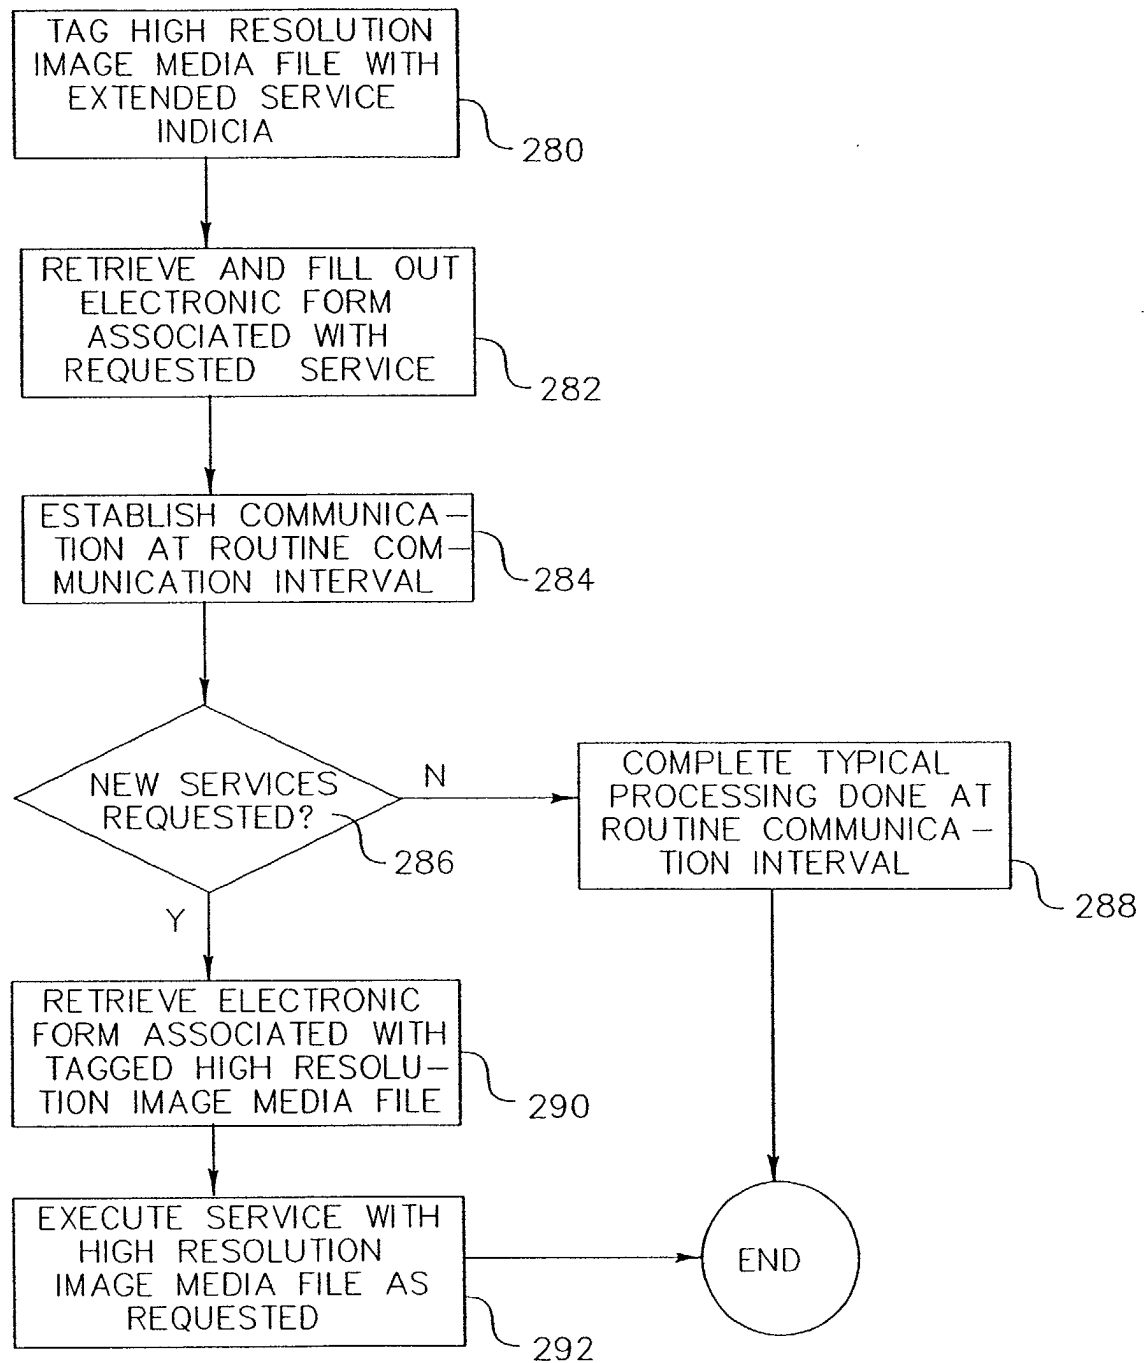 TAG HIGH RESOLUTION
IMAGE MEDIA FILE WITH
EXTENDED SERVICE
INDICIA
280
RETRIEVE AND FILL OUT
ELECTRONIC FORM
ASSOCIATED WITH
REQUESTED SERVICE
282
ESTABLISH COMMUNICA–
TION AT ROUTINE COM–
MUNICATION INTERVAL
284
NEW SERVICES
REQUESTED?
286
N
COMPLETE TYPICAL
PROCESSING DONE AT
ROUTINE COMMUNICA–
TION INTERVAL
288
Y
RETRIEVE ELECTRONIC
FORM ASSOCIATED WITH
TAGGED HIGH RESOLU–
TION IMAGE MEDIA FILE
290
EXECUTE SERVICE WITH
HIGH RESOLUTION
IMAGE MEDIA FILE AS
REQUESTED
292
END